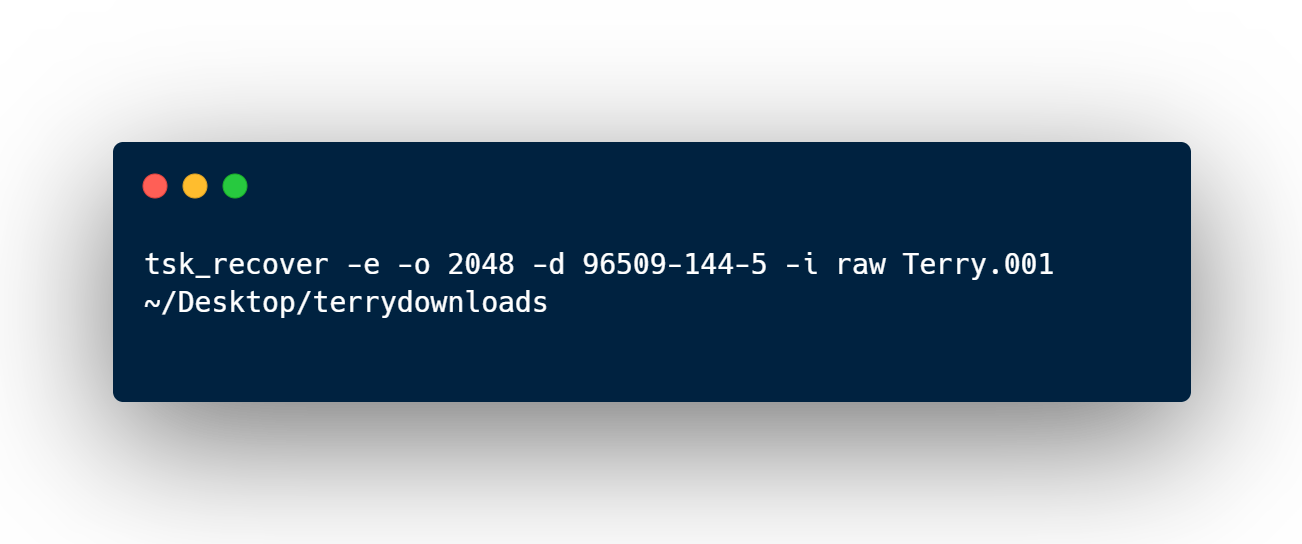 tsk_recover -e -o 2048 -d 96509-144-5 -i raw Terry.001
~/Desktop/terrydownloads